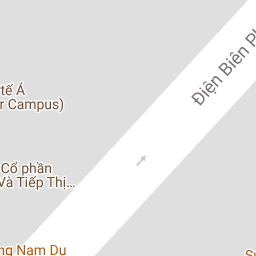 tế Á
r Campus)
Điện Biên P
Cổ phần
Và Tiếp Thị...
ng Nam Du